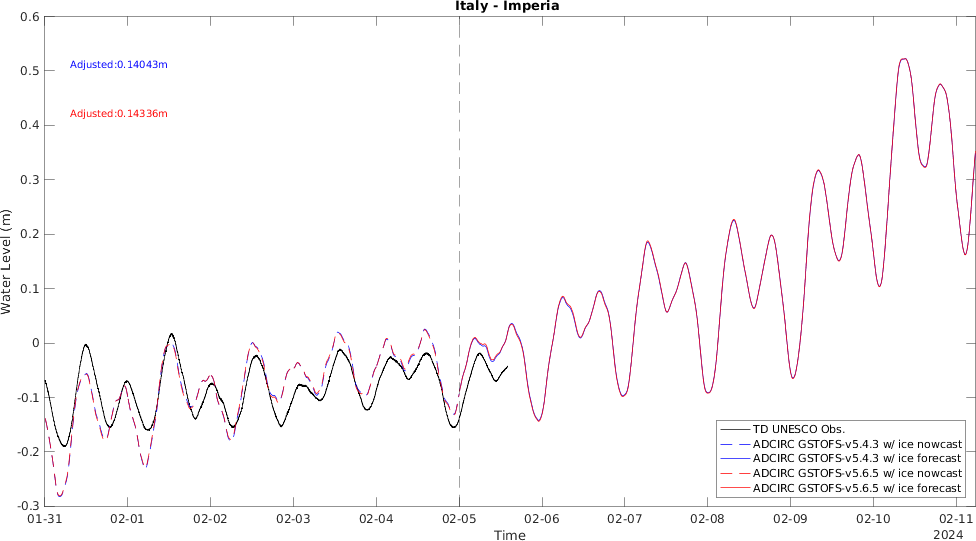 Italy - Imperia
0.6
0.5
0.4
0.3
0.2
0.1
0
-0.1
-0.2
-0.3
Water Level (m)
Adjusted:0.14043m
Adjusted:0.14336m
TD UNESCO Obs.
ADCIRC GSTOFS-v5.4.3 w/ ice nowcast
ADCIRC GSTOFS-v5.4.3 w/ ice forecast
ADCIRC GSTOFS-v5.6.5 w/ ice nowcast
ADCIRC GSTOFS-v5.6.5 w/ ice forecast
01-31 02-01 02-02 02-03 02-04 02-05 02-06 02-07 02-08 02-09 02-10 02-11
2024
Time